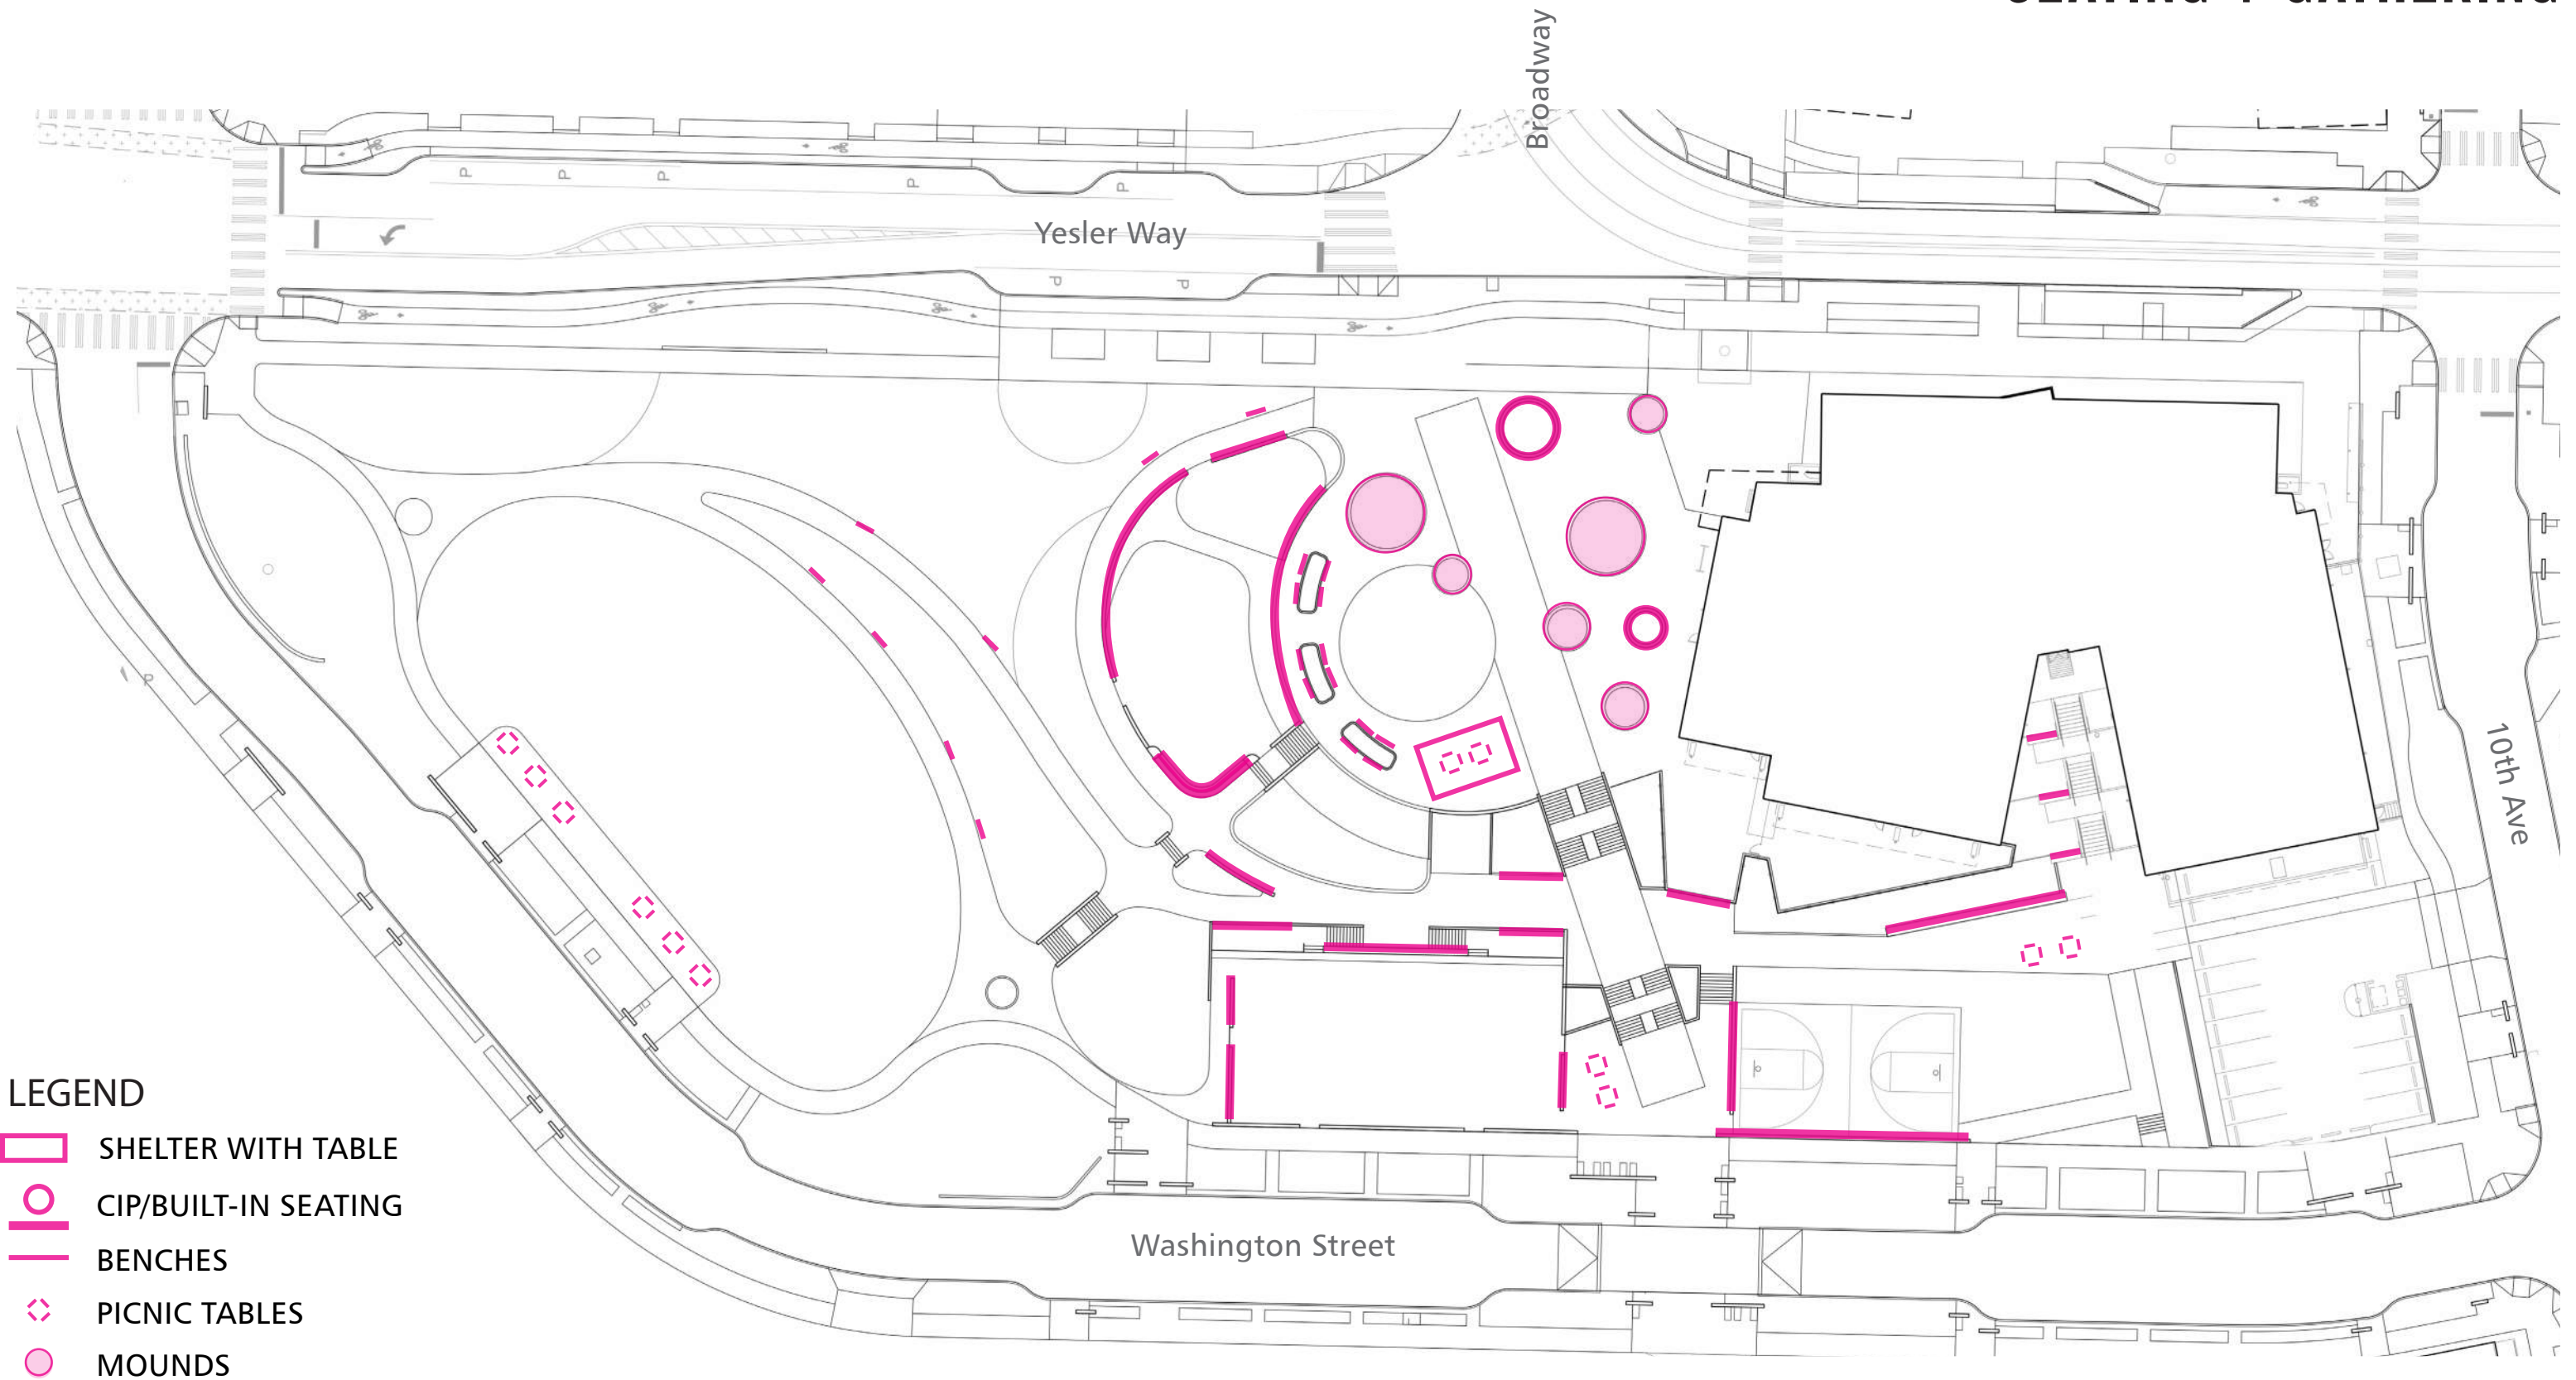 Broadway
P
P
P
P
P
Yesler Way
P
P
P
10th Ave
LEGEND
SHELTER WITH TABLE
CIP/BUILT-IN SEATING
BENCHES
PICNIC TABLES
MOUNDS
Washington Street